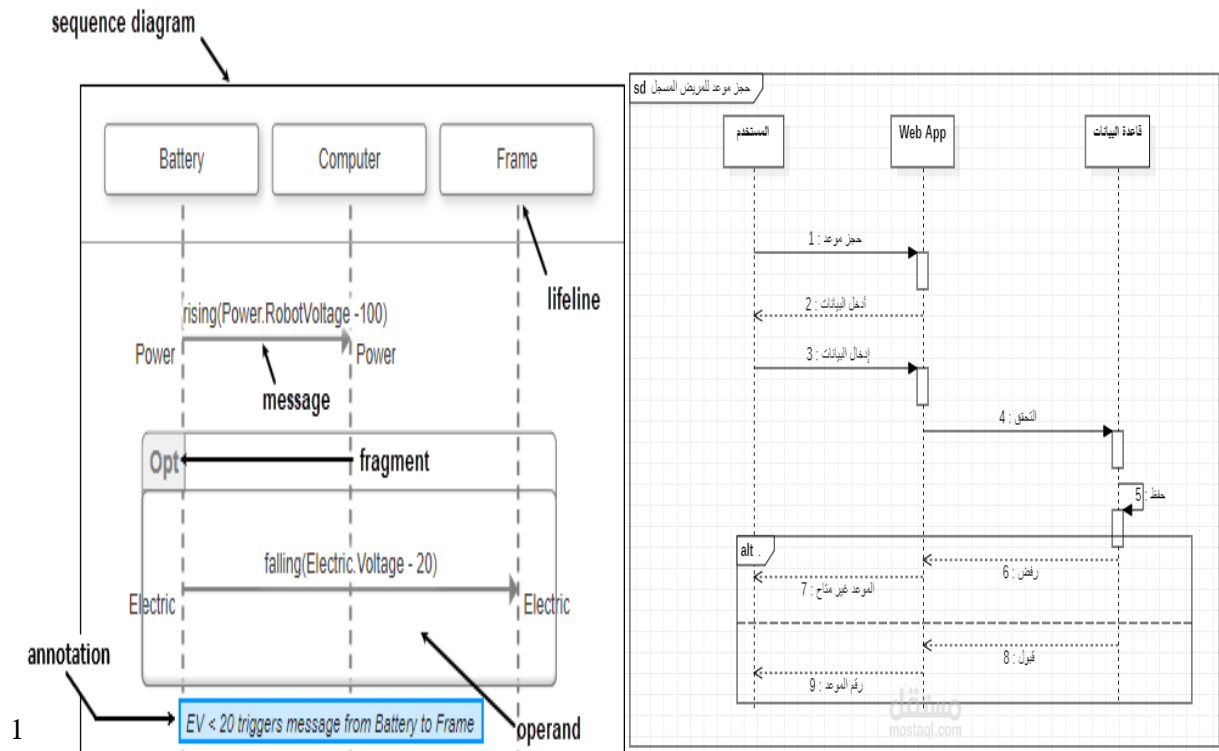 sequence diagram
Battery
Computer
Frame
lifeline
rising(Power.RobotVoltage -100)
Power
Power
message
Opt
fragment
falling(Electric.Voltage - 20)
Electric
Electric
annotation
EV < 20 triggers message from Battery to Frame
operand
1
sd حجز موعد للمريض المسجل
المستخدم
Web App
قاعدة البيانات
1 : حجز موعد
2 : أدخل البيانات
3 : إدخال البيانات
4 : التحقق
5 : حفظ
alt .
6 : رفض
7 : الموعد غير متاح
8 : قبول
9 : رقم الموعد
مستقل
mostaql.com